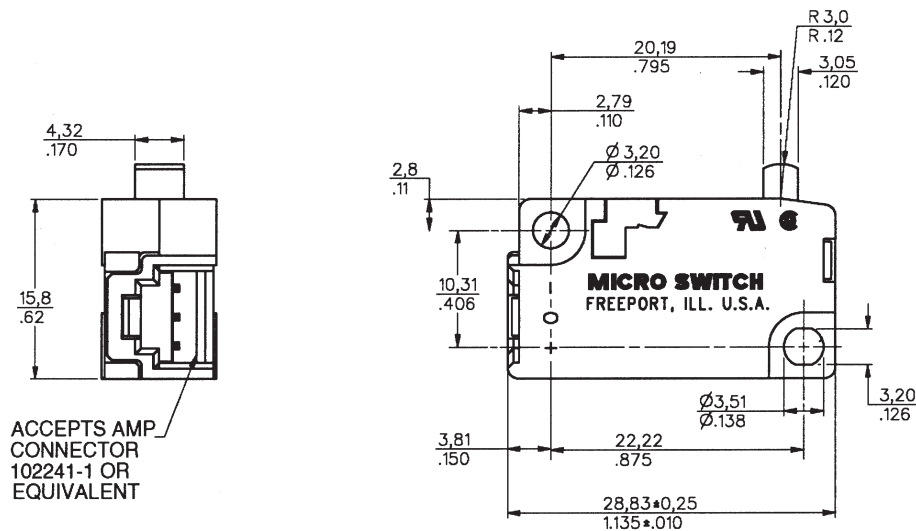 R 3,0
R .12
20,19
.795
3,05
.120
2,79
.110
4,32
.170
Ø 3,20
Ø .126
2,8
.11
15,8
.62
10,31
.406
MICRO SWITCH
FREEPORT, ILL. U.S.A.
3,20
.126
Ø3,51
Ø.138
ACCEPTS AMP
CONNECTOR
102241-1 OR
EQUIVALENT
3,81
.150
22,22
.875
28,83±0,25
1.135±.010